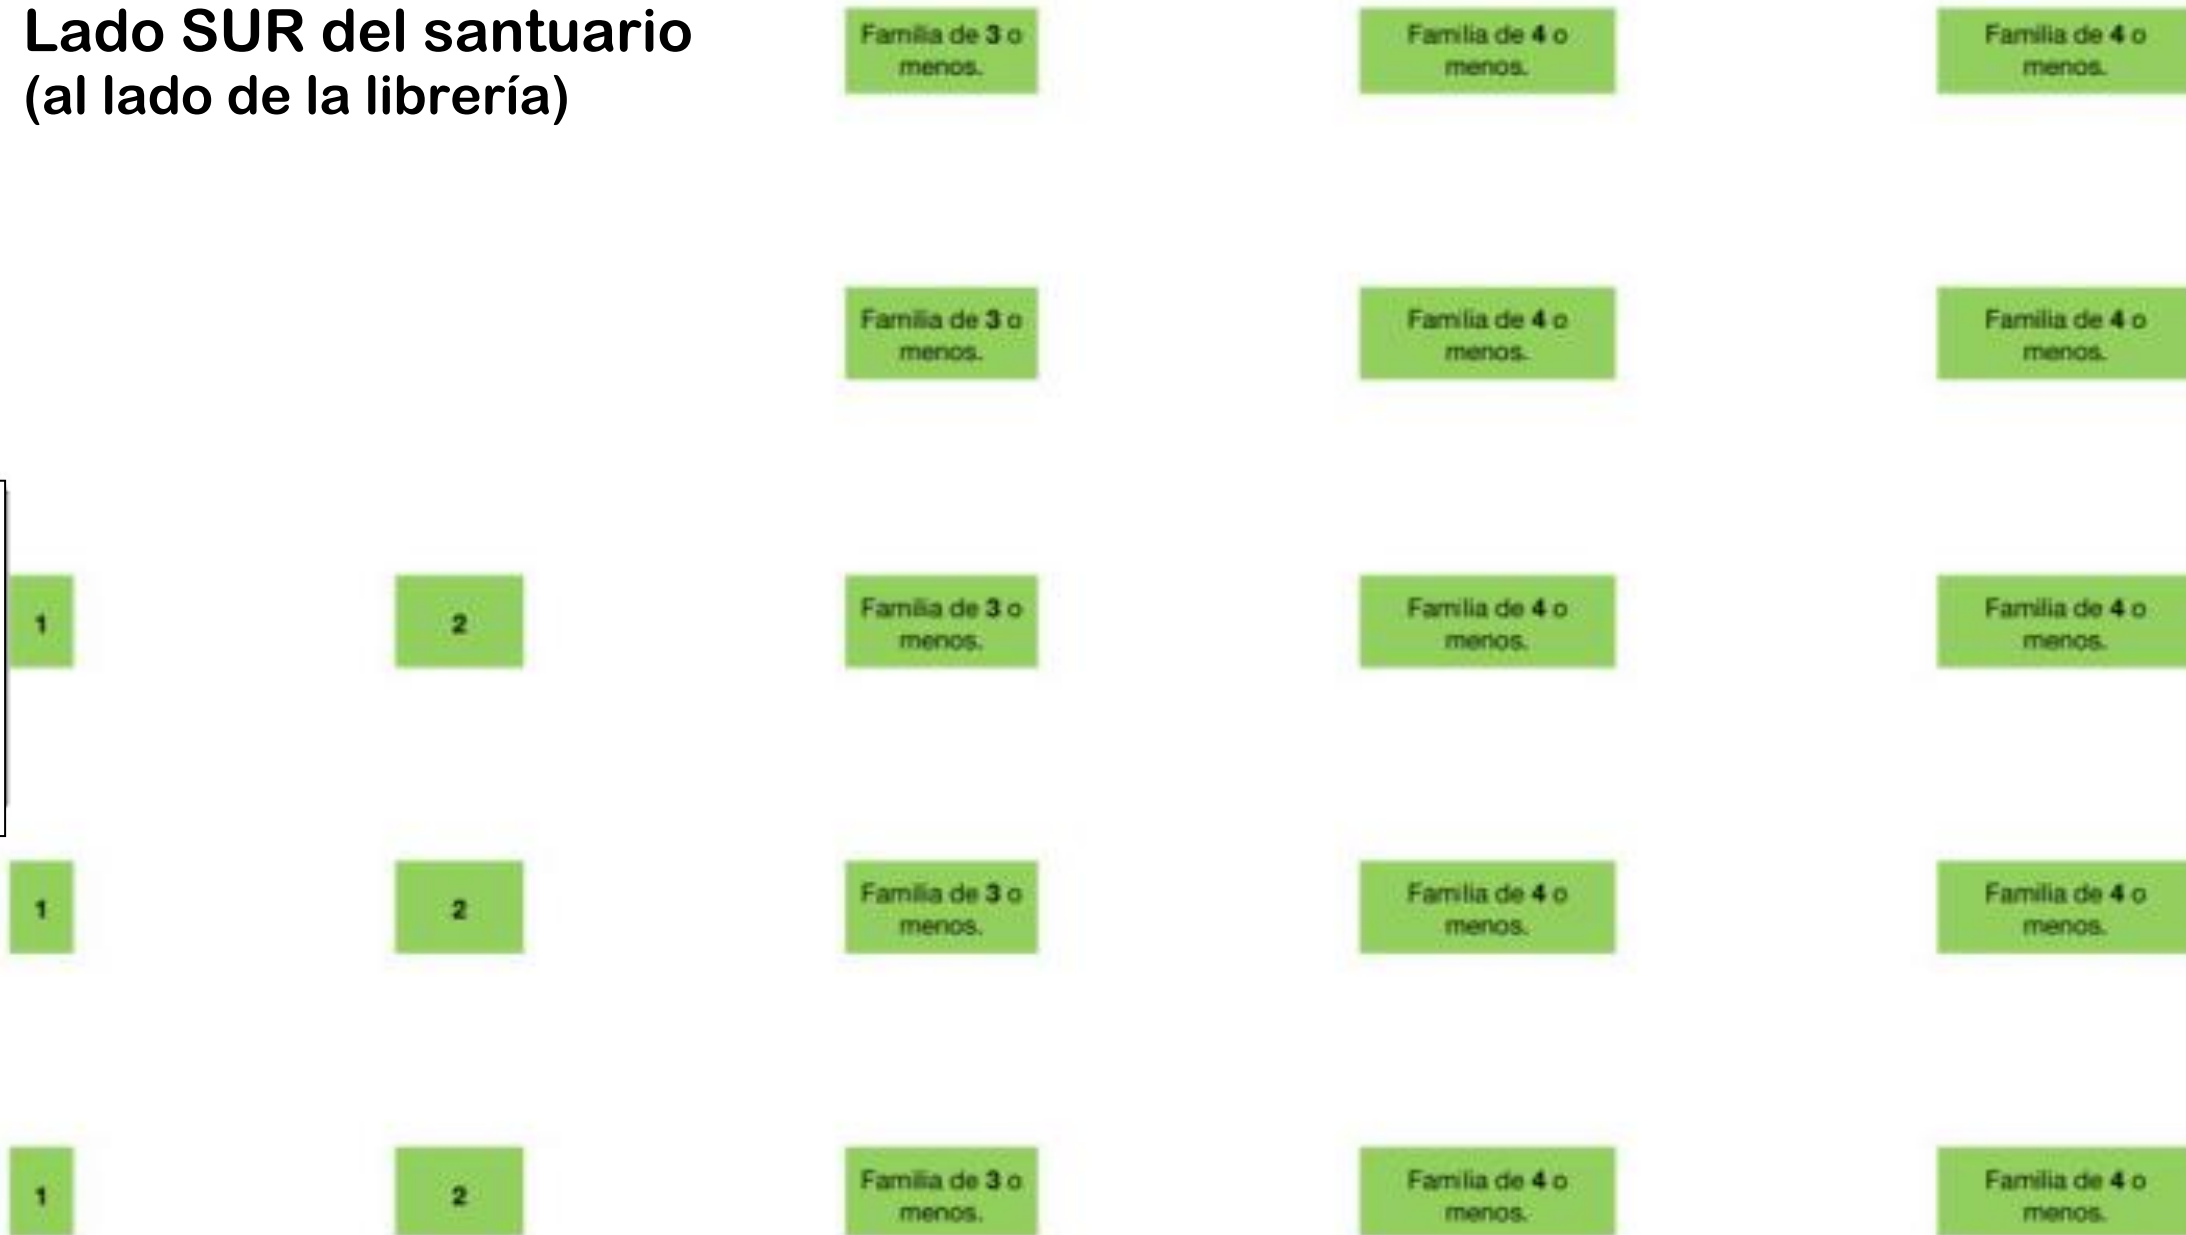 Lado SUR del santuario
(al lado de la librería)
Familia de 3 o
menos.
Familia de 4 o
menos.
Familia de 4 o
menos.
Familia de 3 o
menos.
Familia de 4 o
menos.
Familia de 4 o
menos.
1
2
Familia de 3 o
menos.
Familia de 4 o
menos.
Familia de 4 o
menos.
1
2
Familia de 3 o
menos.
Familia de 4 o
menos.
Familia de 4 o
menos.
1
2
Familia de 3 o
menos.
Familia de 4 o
menos.
Familia de 4 o
menos.